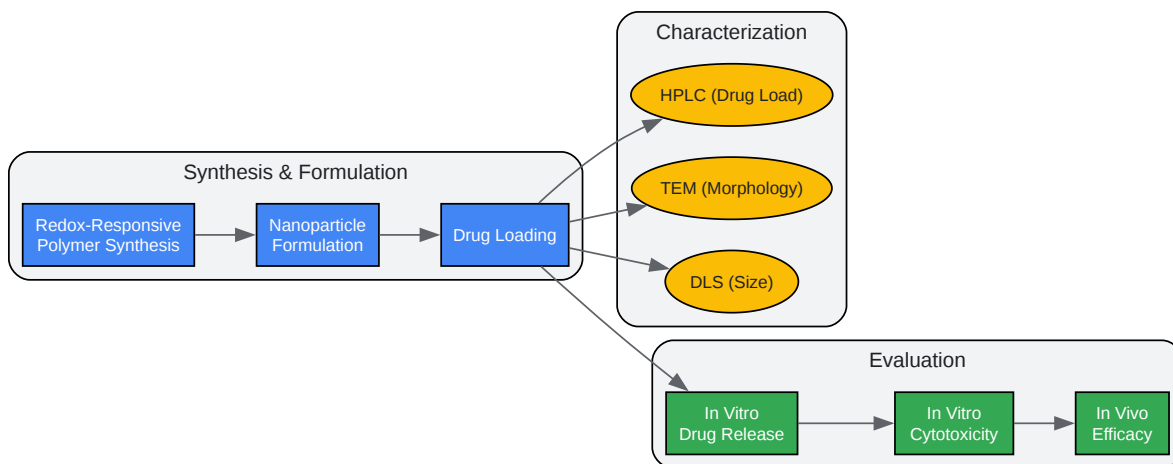 Characterization
HPLC (Drug Load)
TEM (Morphology)
DLS (Size)
Synthesis & Formulation
Redox-Responsive
Polymer Synthesis
Nanoparticle
Formulation
Drug Loading
Evaluation
In Vitro
Drug Release
In Vitro
Cytotoxicity
In Vivo
Efficacy